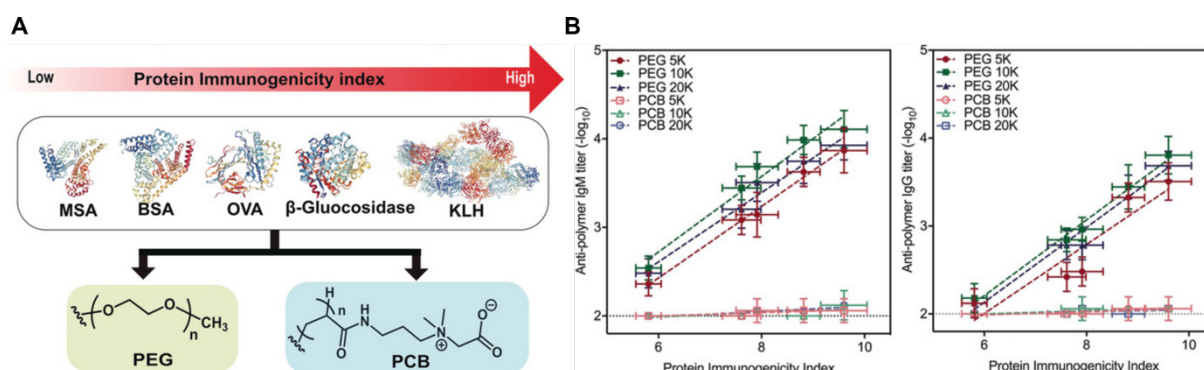 A
Low
Protein Immunogenicity index
High
MSA
BSA
OVA
β-Gluocosidase
KLH
O
O
CH₃
n
PEG
H
n
O
NH
N
⊕
O
O
⊖
PCB
B
Anti-polymer IgM titer (-log₁₀)
5
4
3
2
PEG 5K
PEG 10K
PEG 20K
PCB 5K
PCB 10K
PCB 20K
6
8
10
Protein Immunogenicity Index
Anti-polymer IgG titer (-log₁₀)
5
4
3
2
PEG 5K
PEG 10K
PEG 20K
PCB 5K
PCB 10K
PCB 20K
6
8
10
Protein Immunogenicity Index